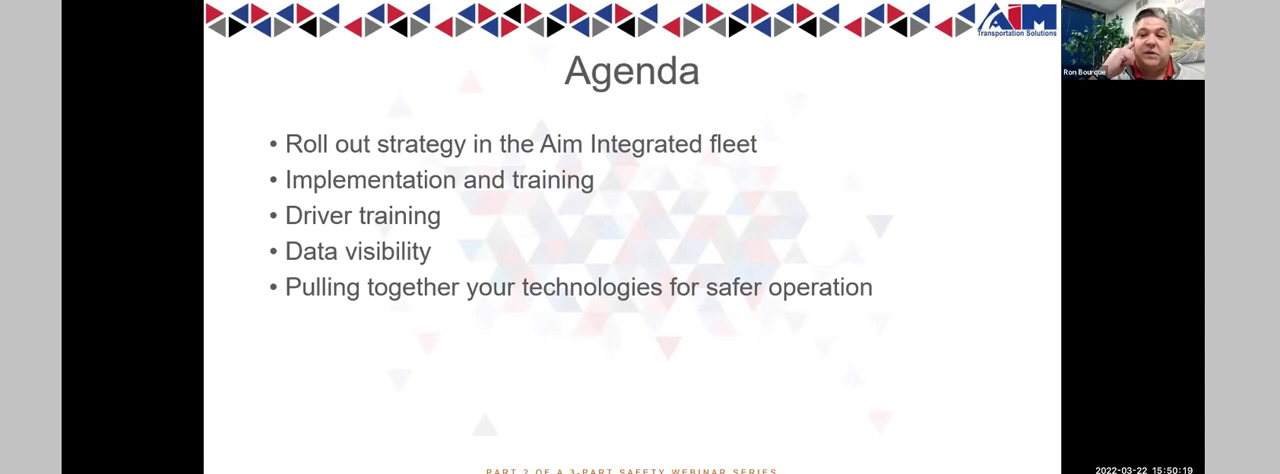 AiM
Transportation Solutions
Ron Bourque
Agenda
• Roll out strategy in the Aim Integrated fleet
• Implementation and training
• Driver training
• Data visibility
• Pulling together your technologies for safer operation
PART 2 OF A 3-PART SAFETY WEBINAR SERIES
2022-03-22 15:50:19